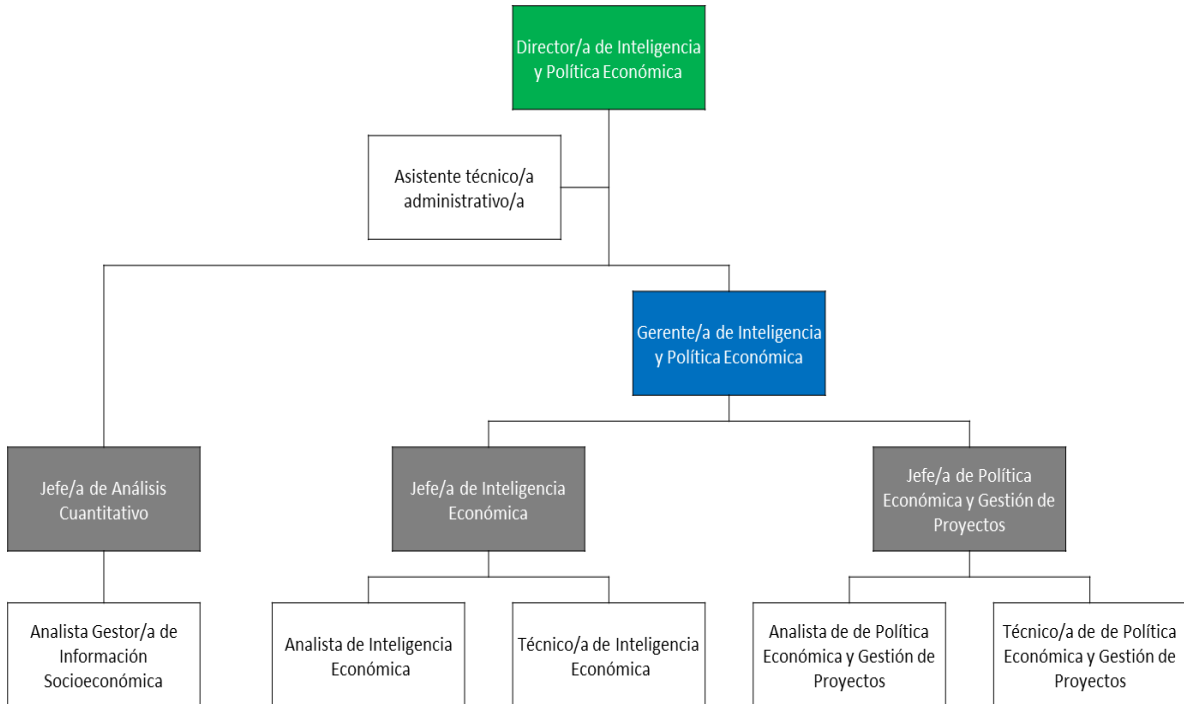 Director/a de Inteligencia
y Política Económica
Asistente técnico/a
administrativo/a
Gerente/a de Inteligencia
y Política Económica
Jefe/a de Análisis
Cuantitativo
Jefe/a de Inteligencia
Económica
Jefe/a de Política
Económica y Gestión de
Proyectos
Analista Gestor/a de
Información
Socioeconómica
Analista de Inteligencia
Económica
Técnico/a de Inteligencia
Económica
Analista de de Política
Económica y Gestión de
Proyectos
Técnico/a de de Política
Económica y Gestión de
Proyectos